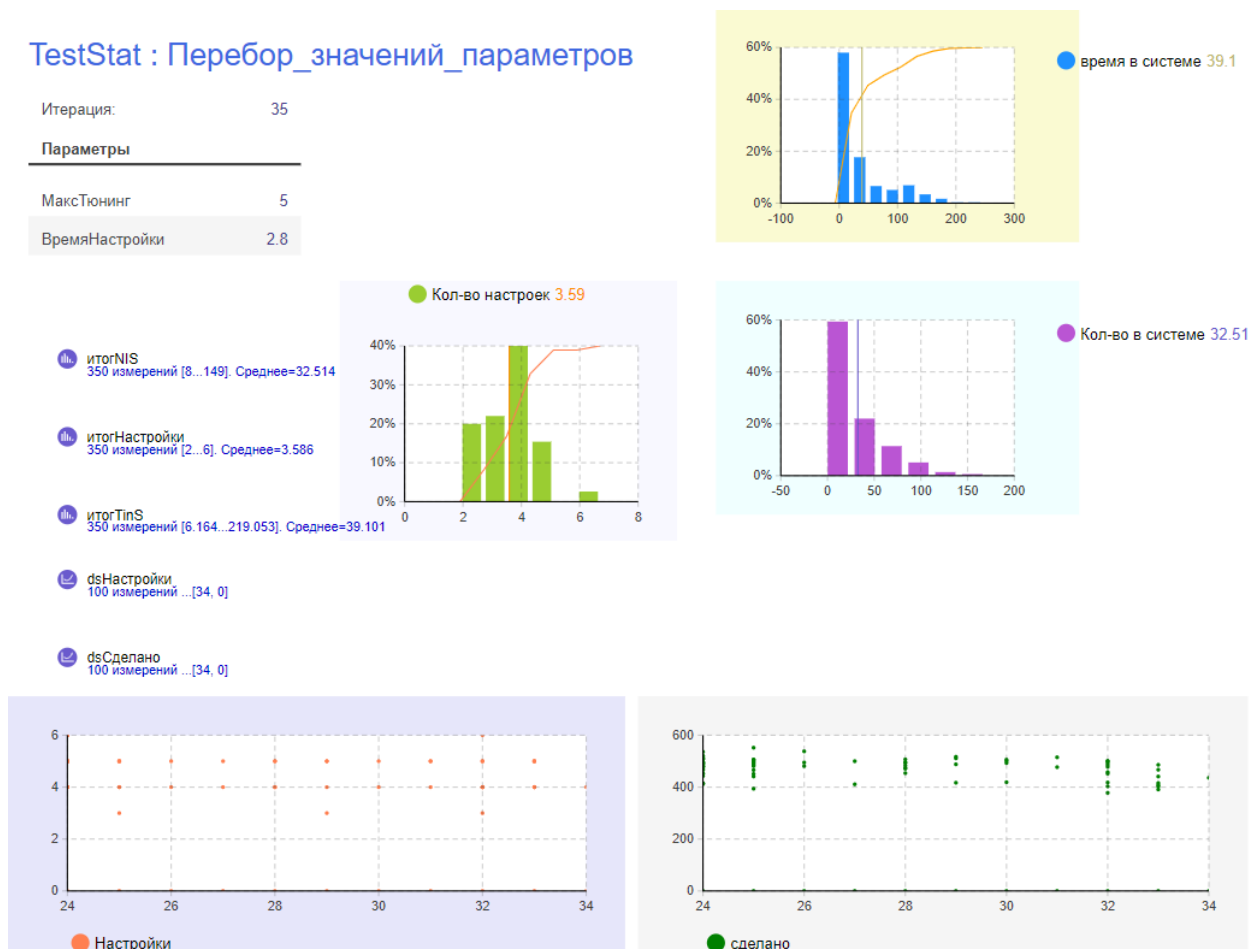 TestStat : Перебор_значений_параметров
Итерация: 35
Параметры
МаксТюнинг 5
ВремяНастройки 2.8
60%
40%
20%
0%
-100 0 100 200 300
время в системе 39.1
итогNIS
350 измерений [8...149]. Среднее=32.514
итогНастройки
350 измерений [2...6]. Среднее=3.586
итогTinS
350 измерений [6.164...219.053]. Среднее=39.101
dsНастройки
100 измерений ...[34, 0]
dsСделано
100 измерений ...[34, 0]
Кол-во настроек 3.59
40%
30%
20%
10%
0%
0 2 4 6 8
60%
40%
20%
0%
-50 0 50 100 150 200
Кол-во в системе 32.51
6
4
2
0
24 26 28 30 32 34
Настройки
600
400
200
0
24 26 28 30 32 34
сделано